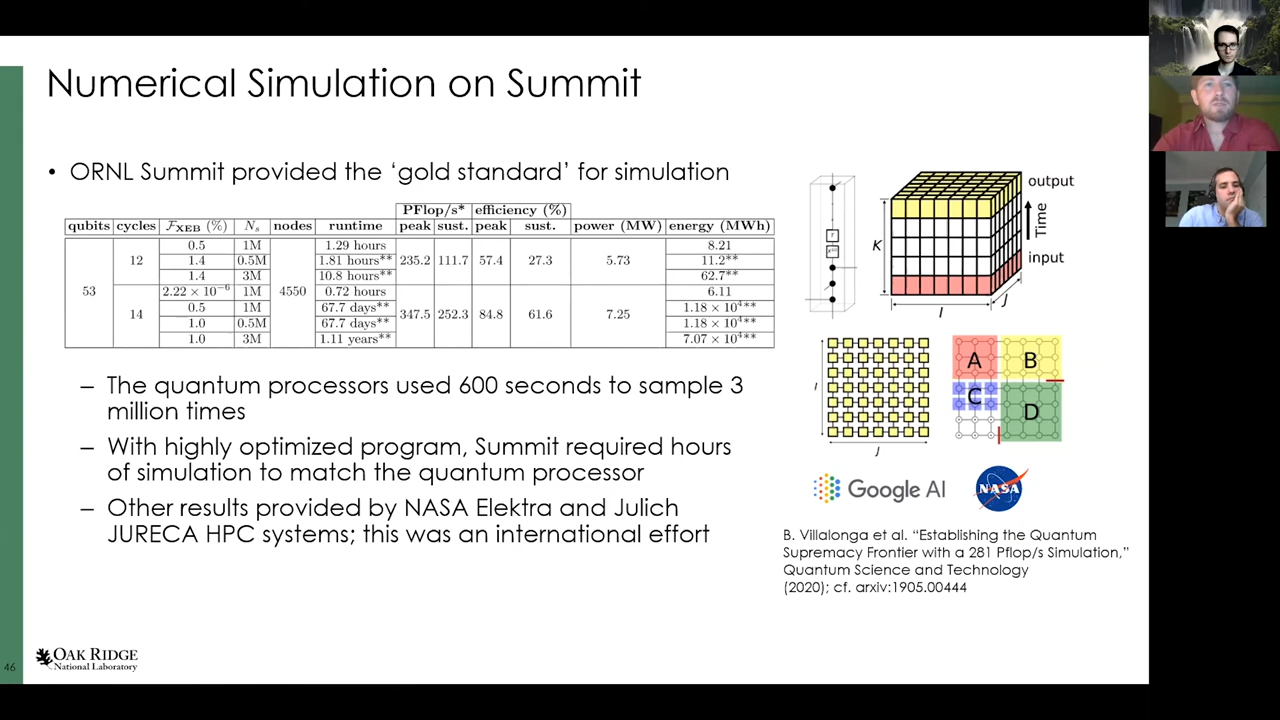 Numerical Simulation on Summit
• ORNL Summit provided the ‘gold standard’ for simulation
PFlop/s* efficiency (%)
qubits cycles F_XEB (%) N_s nodes runtime peak sust. peak sust. power (MW) energy (MWh)
0.5 1M 1.29 hours 8.21
12 1.4 0.5M 1.81 hours** 235.2 111.7 57.4 27.3 5.73 11.2**
1.4 3M 10.8 hours** 62.7**
53 2.22 × 10⁻⁶ 1M 4550 0.72 hours 6.11
0.5 1M 67.7 days** 1.18 × 10⁴**
14 1.0 0.5M 67.7 days** 347.5 252.3 84.8 61.6 7.25 1.18 × 10⁴**
1.0 3M 1.11 years** 7.07 × 10⁴**
– The quantum processors used 600 seconds to sample 3
million times
– With highly optimized program, Summit required hours
of simulation to match the quantum processor
– Other results provided by NASA Elektra and Julich
JURECA HPC systems; this was an international effort
output
Time
input
K
I
J
I
J
A
B
C
D
Google AI
NASA
B. Villalonga et al. “Establishing the Quantum
Supremacy Frontier with a 281 Pflop/s Simulation,”
Quantum Science and Technology
(2020); cf. arxiv:1905.00444
46
OAK RIDGE
National Laboratory